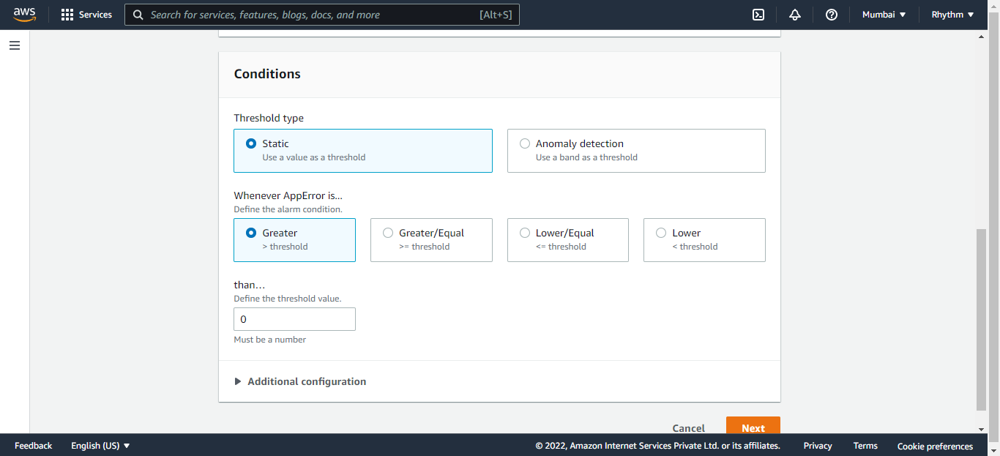 aws
Services
Search for services, features, blogs, docs, and more
[Alt+S]
Mumbai
Rhythm
Conditions
Threshold type
Static
Use a value as a threshold
Anomaly detection
Use a band as a threshold
Whenever AppError is...
Define the alarm condition.
Greater
> threshold
Greater/Equal
>= threshold
Lower/Equal
<= threshold
Lower
< threshold
than...
Define the threshold value.
0
Must be a number
Additional configuration
Cancel
Next
Feedback
English (US)
© 2022, Amazon Internet Services Private Ltd. or its affiliates.
Privacy
Terms
Cookie preferences